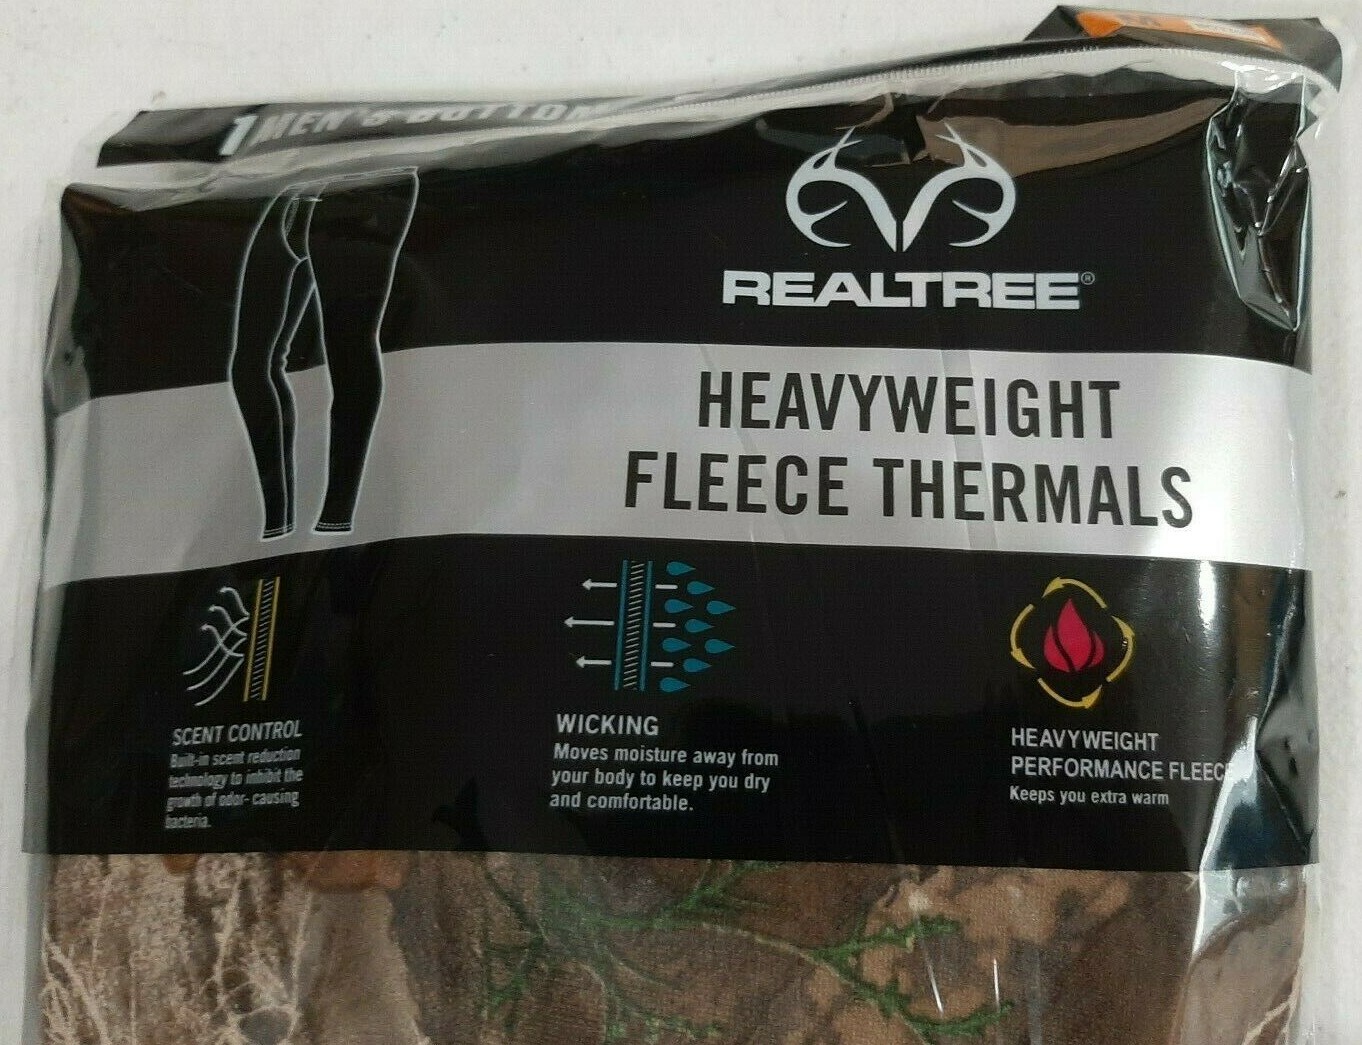 1 MEN'S BOTTOM
REALTREE®
HEAVYWEIGHT
FLEECE THERMALS
SCENT CONTROL
Built-in scent reduction
technology to inhibit the
growth of odor- causing
bacteria.
WICKING
Moves moisture away from
your body to keep you dry
and comfortable.
HEAVYWEIGHT
PERFORMANCE FLEECE
Keeps you extra warm